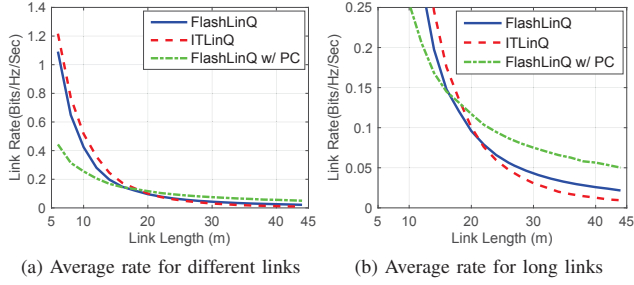 Link Rate(Bits/Hz/Sec)
1.4
1.2
1
0.8
0.6
0.4
0.2
0
FlashLinQ
ITLinQ
FlashLinQ w/ PC
5 10 20 30 40 45
Link Length (m)
(a) Average rate for different links
Link Rate(Bits/Hz/Sec)
0.25
0.20
0.15
0.10
0.05
0
FlashLinQ
ITLinQ
FlashLinQ w/ PC
5 10 20 30 40 45
Link Length (m)
(b) Average rate for long links